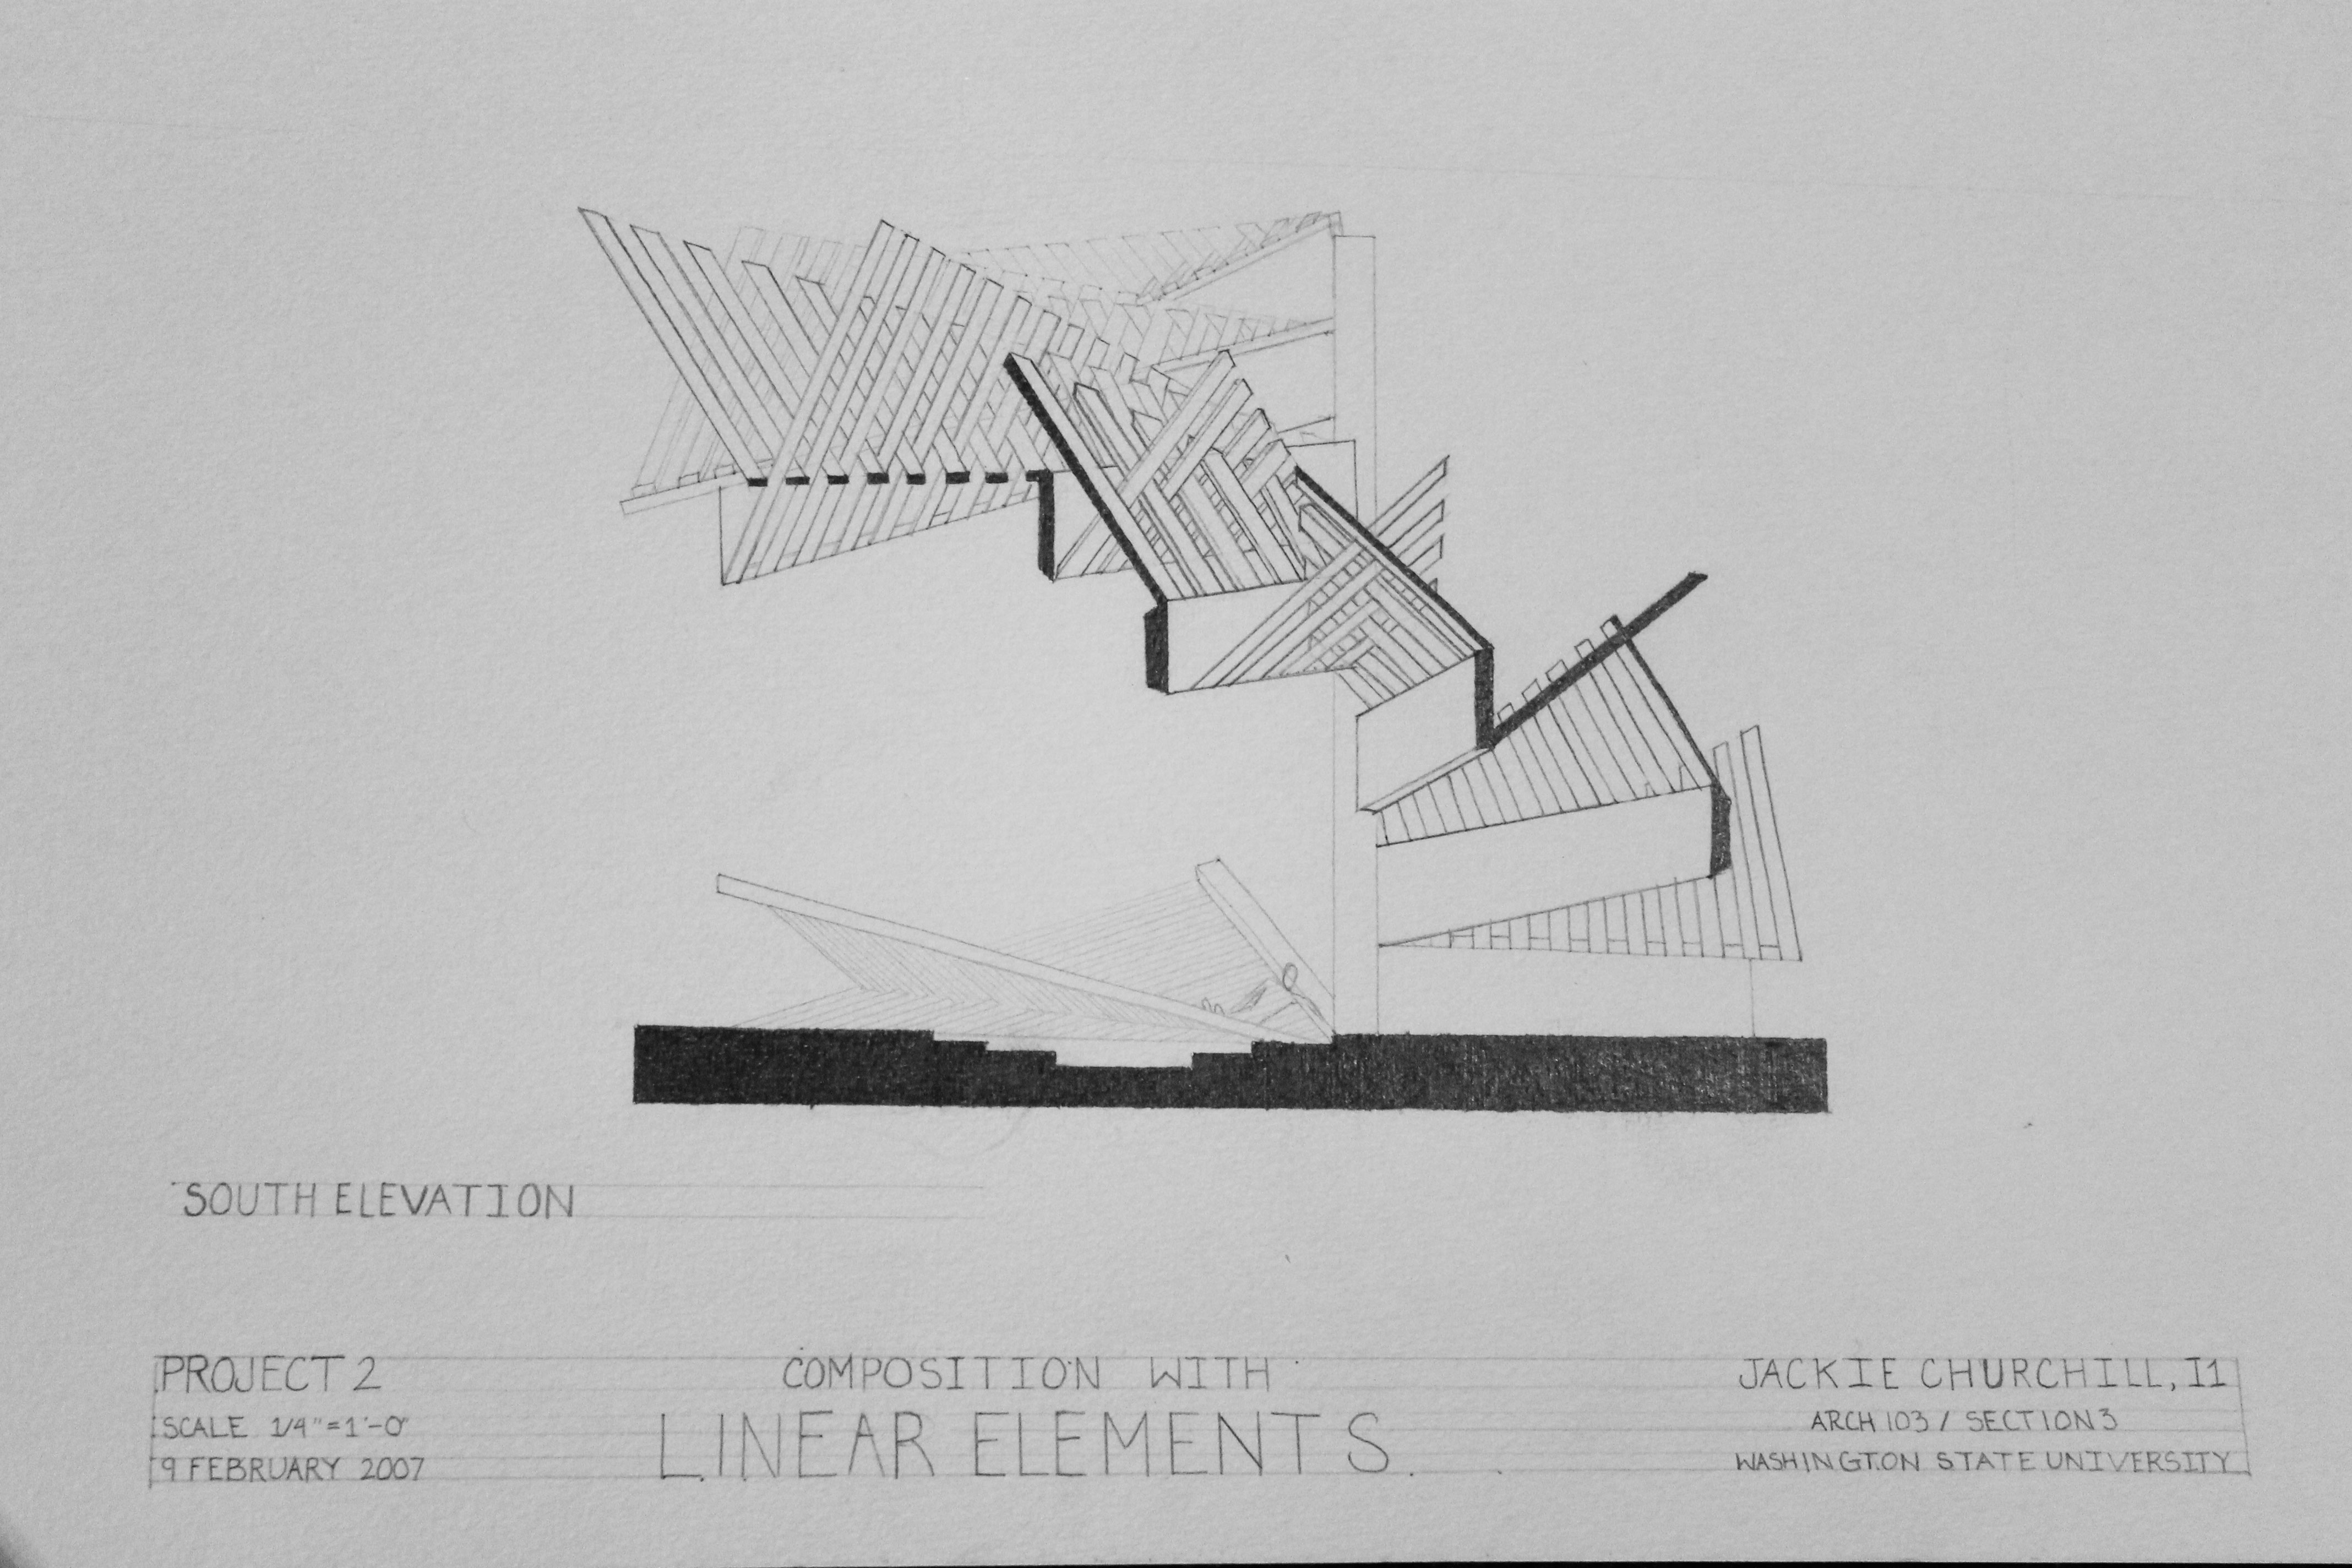 SOUTH ELEVATION
PROJECT 2
SCALE 1/4"=1'-0"
9 FEBRUARY 2007
COMPOSITION WITH
LINEAR ELEMENTS
JACKIE CHURCHILL, I1
ARCH 103 / SECTION 3
WASHINGTON STATE UNIVERSITY